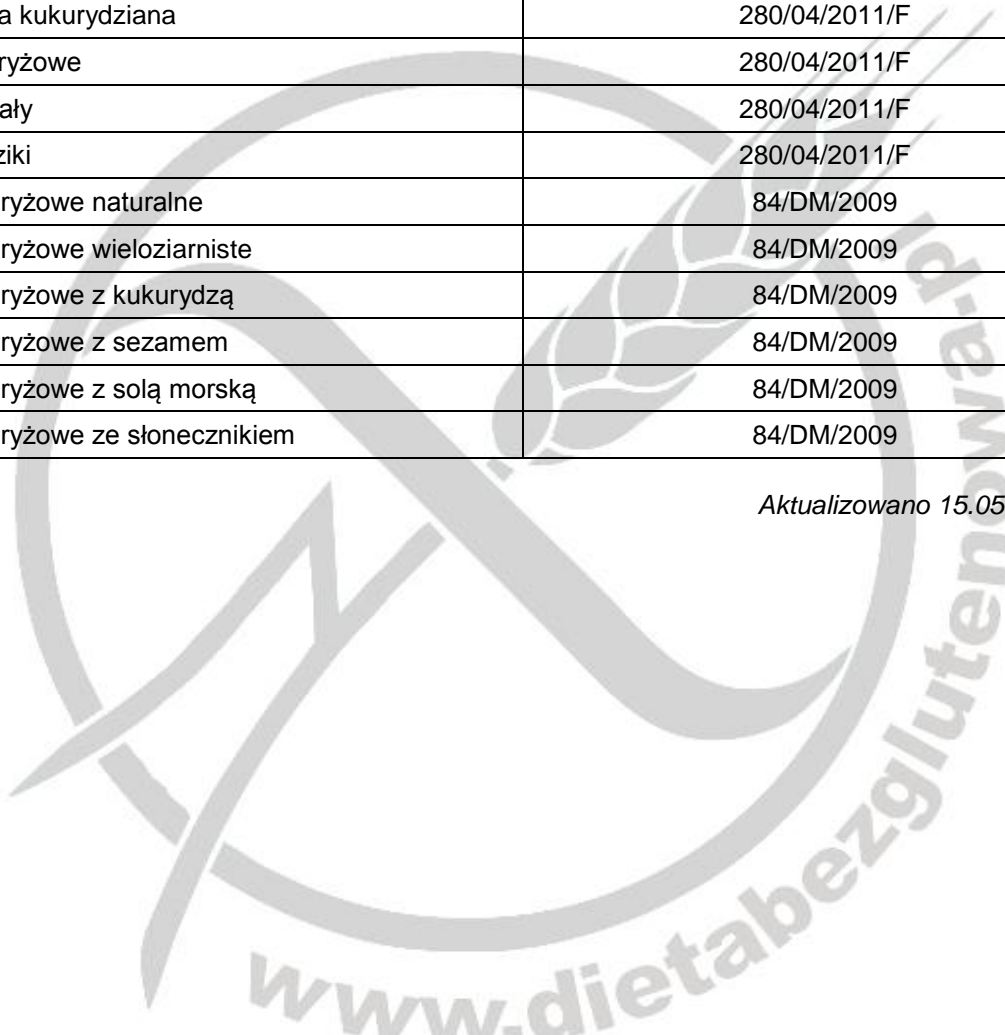 a kukurydziana 280/04/2011/F
ryżowe 280/04/2011/F
ały 280/04/2011/F
ziki 280/04/2011/F
ryżowe naturalne 84/DM/2009
ryżowe wieloziarniste 84/DM/2009
ryżowe z kukurydzą 84/DM/2009
ryżowe z sezamem 84/DM/2009
ryżowe z solą morską 84/DM/2009
ryżowe ze słonecznikiem 84/DM/2009
Aktualizowano 15.05
www.dietabezglutenowa.pl